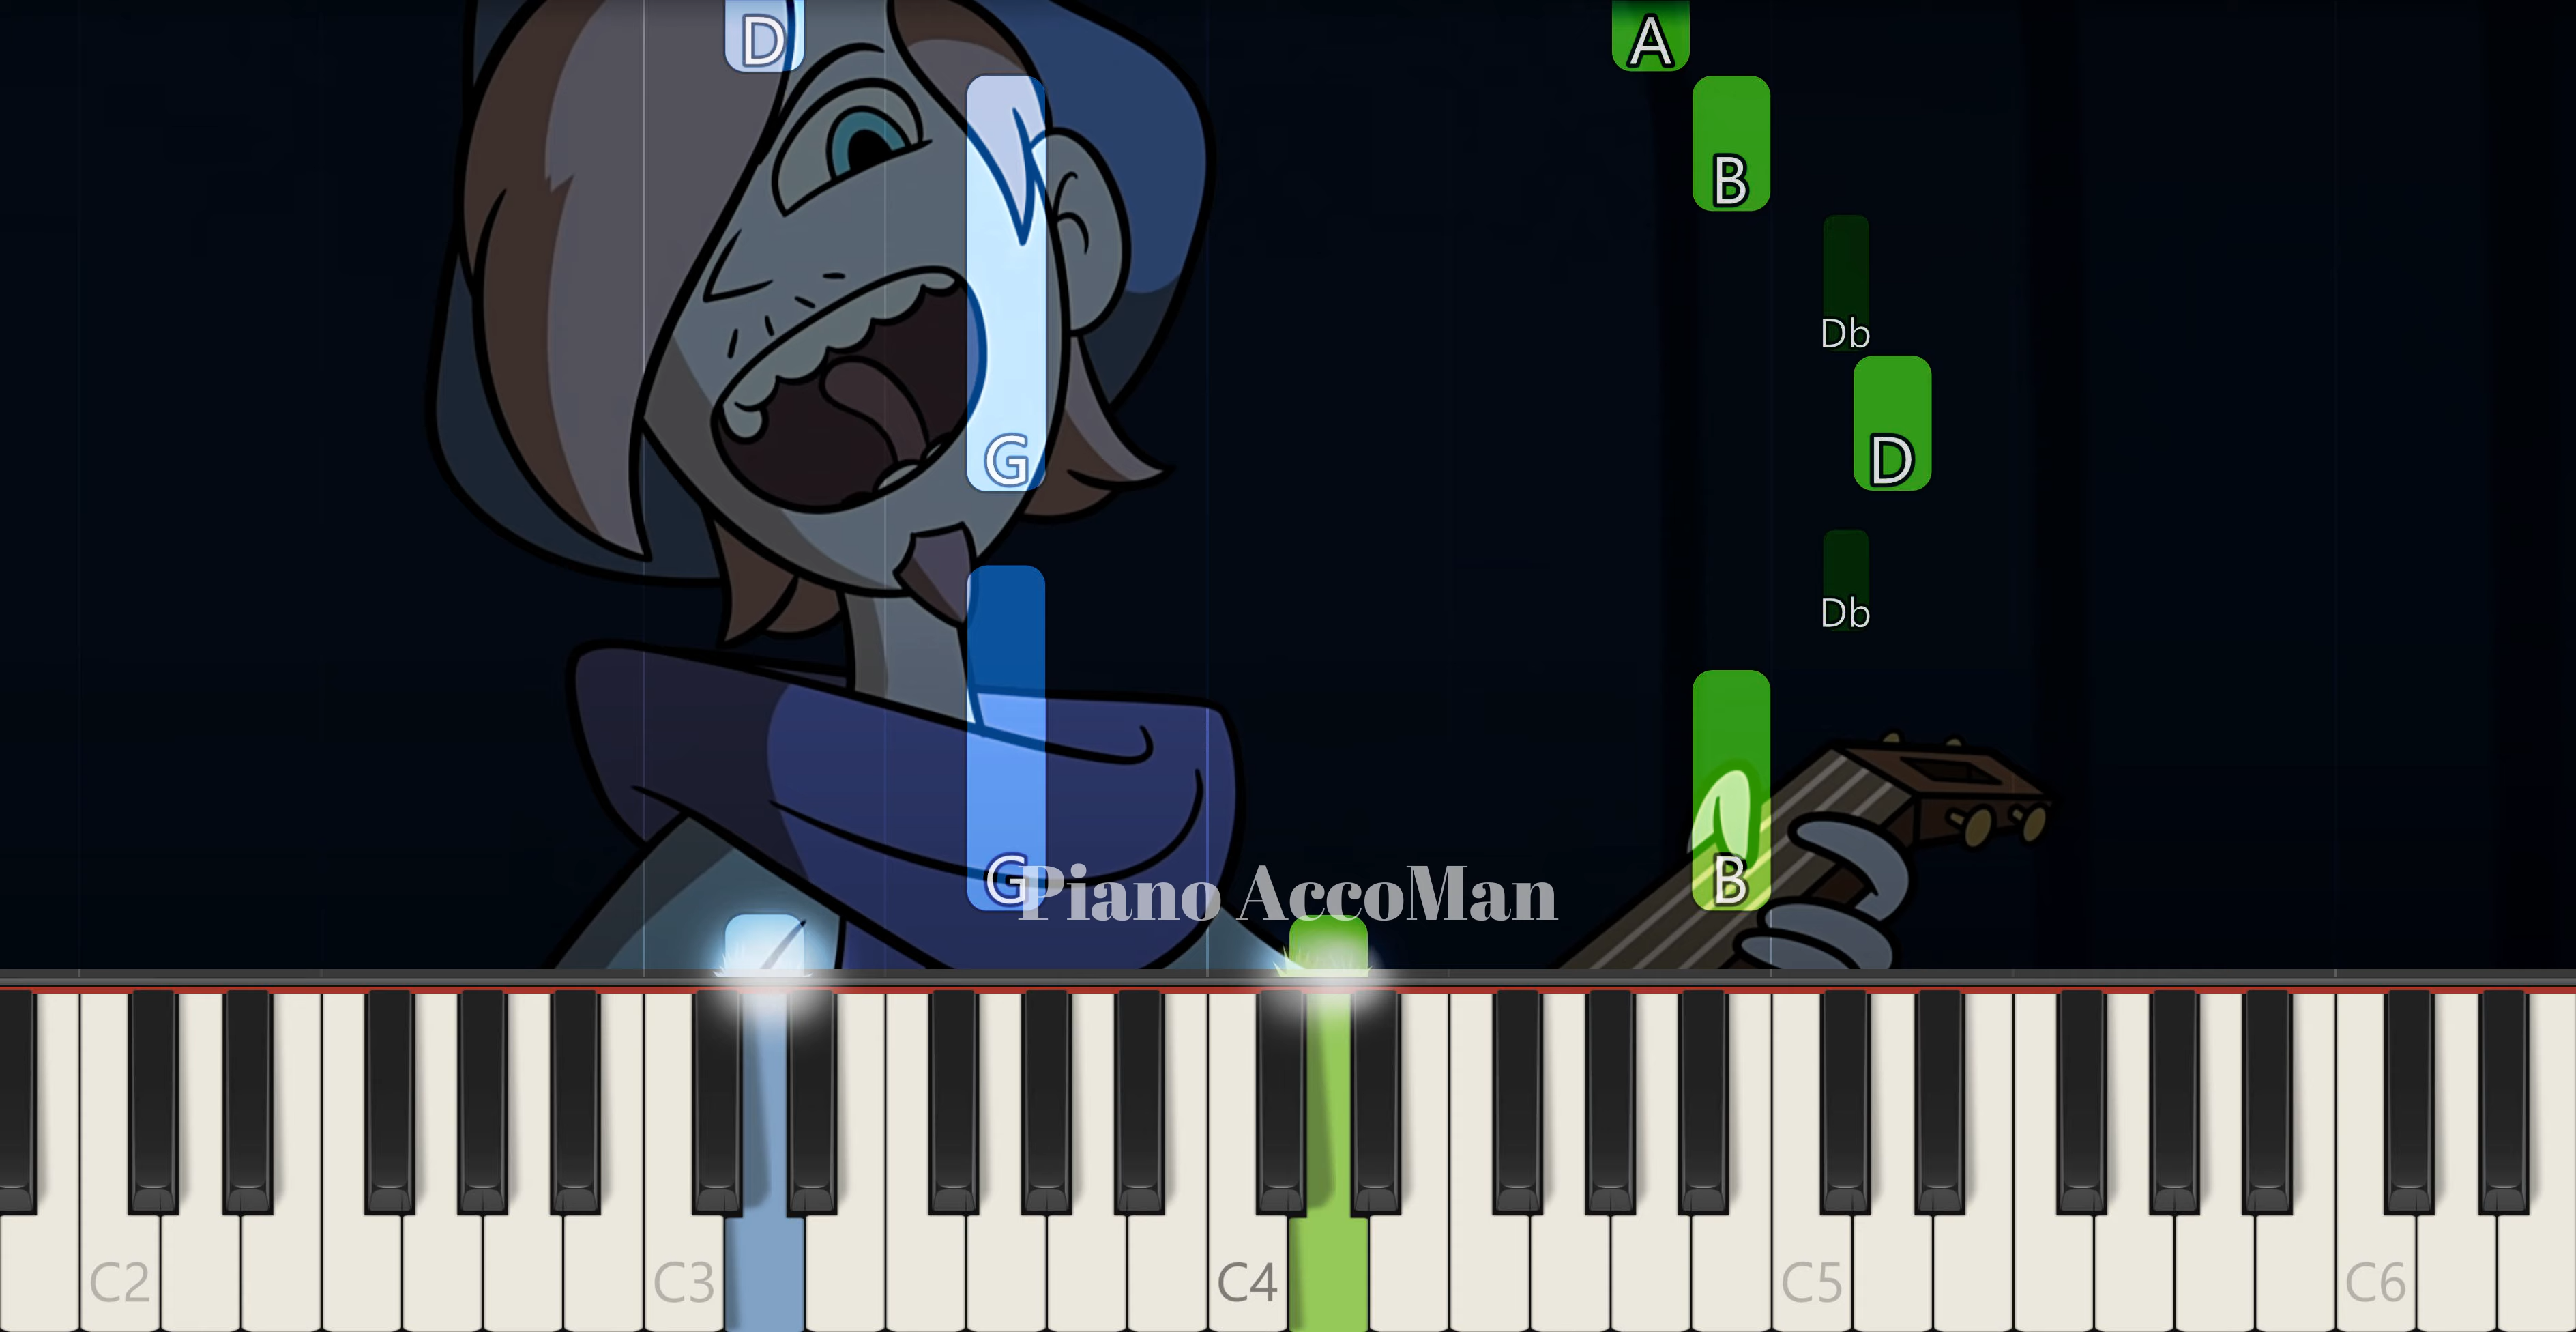 D A
B
Db
G D
Db
G B
Piano AccoMan
C2 C3 C4 C5 C6